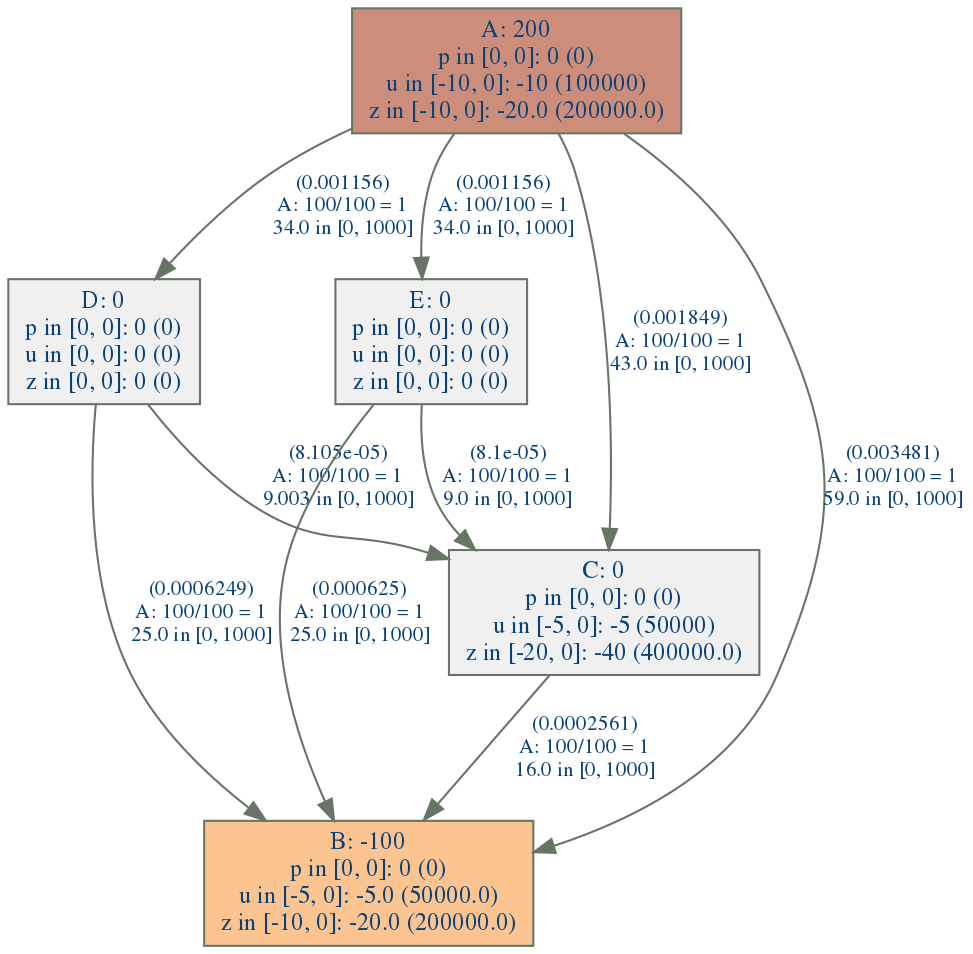 A: 200
p in [0, 0]: 0 (0)
u in [-10, 0]: -10 (100000)
z in [-10, 0]: -20.0 (200000.0)
(0.001156)
A: 100/100 = 1
34.0 in [0, 1000]
(0.001156)
A: 100/100 = 1
34.0 in [0, 1000]
D: 0
p in [0, 0]: 0 (0)
u in [0, 0]: 0 (0)
z in [0, 0]: 0 (0)
E: 0
p in [0, 0]: 0 (0)
u in [0, 0]: 0 (0)
z in [0, 0]: 0 (0)
(0.001849)
A: 100/100 = 1
43.0 in [0, 1000]
(8.105e-05)
A: 100/100 = 1
9.003 in [0, 1000]
(8.1e-05)
A: 100/100 = 1
9.0 in [0, 1000]
(0.003481)
A: 100/100 = 1
59.0 in [0, 1000]
(0.0006249)
A: 100/100 = 1
25.0 in [0, 1000]
(0.000625)
A: 100/100 = 1
25.0 in [0, 1000]
C: 0
p in [0, 0]: 0 (0)
u in [-5, 0]: -5 (50000)
z in [-20, 0]: -40 (400000.0)
(0.0002561)
A: 100/100 = 1
16.0 in [0, 1000]
B: -100
p in [0, 0]: 0 (0)
u in [-5, 0]: -5.0 (50000.0)
z in [-10, 0]: -20.0 (200000.0)